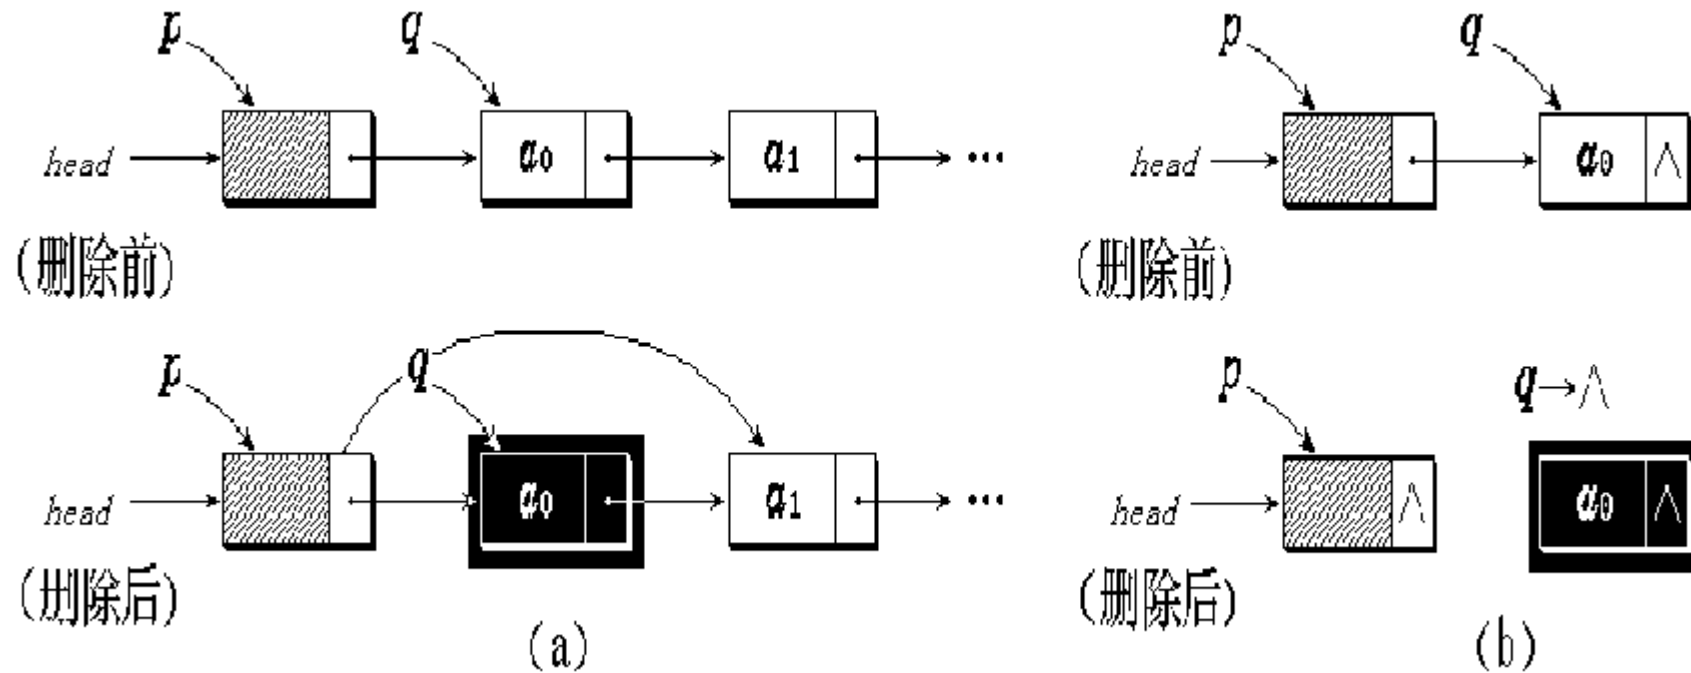 p q p q
head a0 a1 ··· head a0 ∧
(删除前) (删除前)
p q p q ∧
head a0 a1 ··· head ∧ a0 ∧
(删除后) (删除后)
(a) (b)